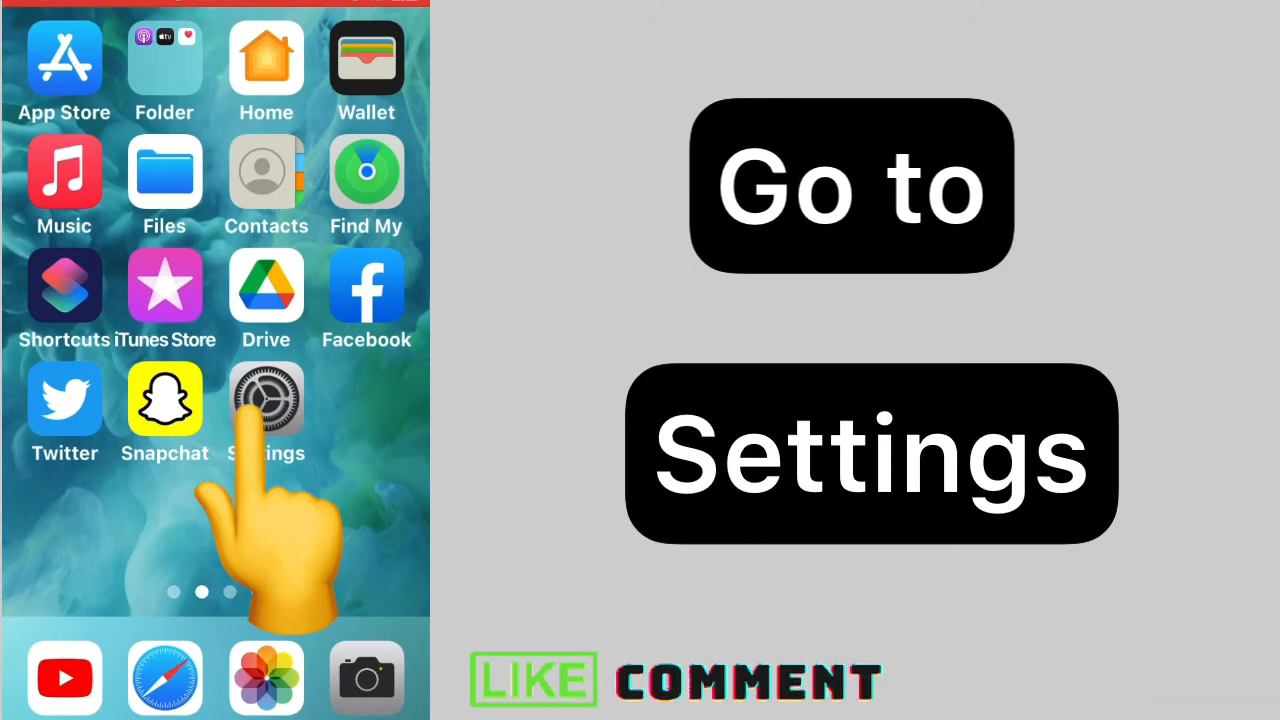 App Store
Folder
Home
Wallet
Music
Files
Contacts
Find My
Shortcuts
iTunes Store
Drive
Facebook
Twitter
Snapchat
Go to
Settings
LIKE
COMMENT